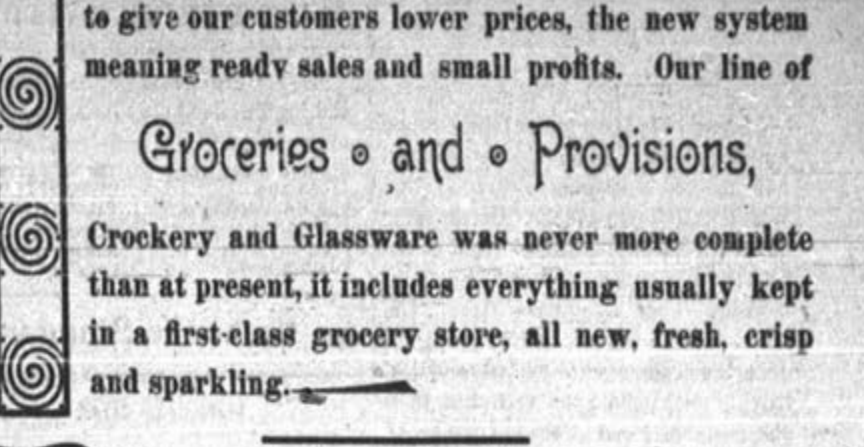 to give our customers lower prices, the new system
meaning ready sales and small profits. Our line of
Groceries and Provisions,
Crockery and Glassware was never more complete
than at present, it includes everything usually kept
in a first-class grocery store, all new, fresh, crisp
and sparkling.